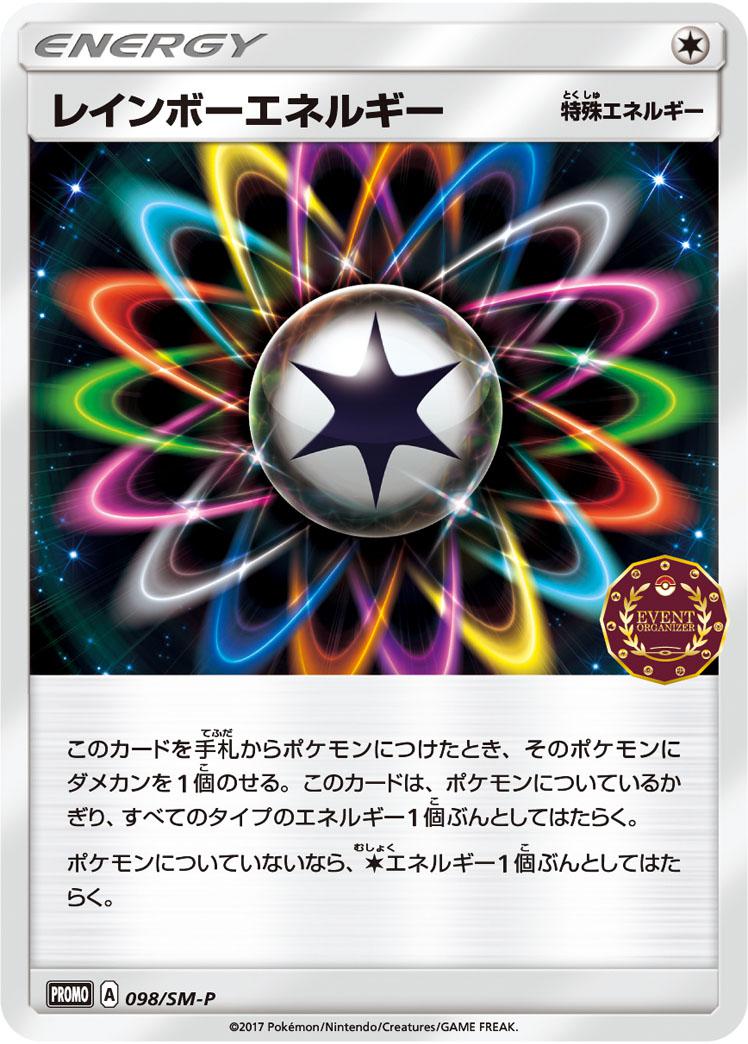 ENERGY
レインボーエネルギー
とくしゅ
特殊エネルギー
EVENT
ORGANIZER
てふだ
このカードを手札からポケモンにつけたとき、そのポケモンに
こ
ダメカンを1個のせる。このカードは、ポケモンについているか
こ
ぎり、すべてのタイプのエネルギー1個ぶんとしてはたらく。
むしょく こ
ポケモンについていないなら、エネルギー1個ぶんとしてはた
らく。
PROMO A 098/SM-P
©2017 Pokémon/Nintendo/Creatures/GAME FREAK.